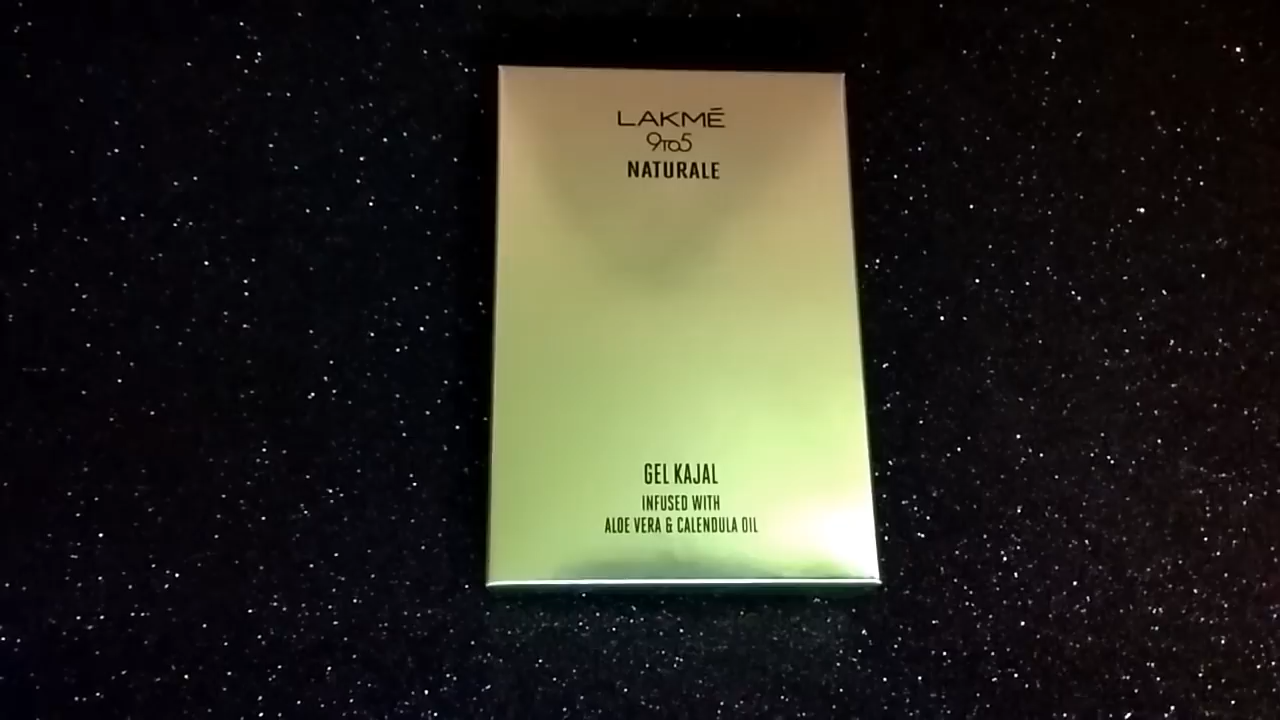 LAKMÉ
9TO5
NATURALE
GEL KAJAL
INFUSED WITH
ALOE VERA & CALENDULA OIL